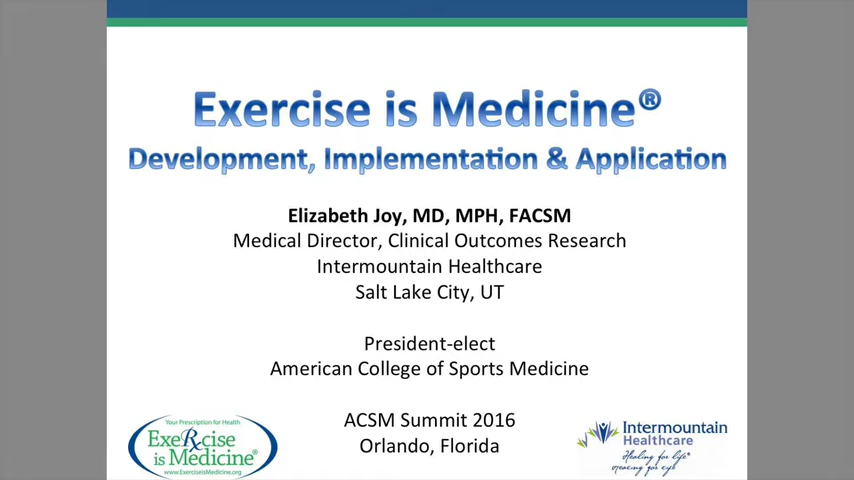 Exercise is Medicine®
Development, Implementation & Application
Elizabeth Joy, MD, MPH, FACSM
Medical Director, Clinical Outcomes Research
Intermountain Healthcare
Salt Lake City, UT
President-elect
American College of Sports Medicine
ACSM Summit 2016
Orlando, Florida
Your Prescription for Health
ExeRxcise
is Medicine®
www.ExerciseisMedicine.org
Intermountain
Healthcare
Healing for life®